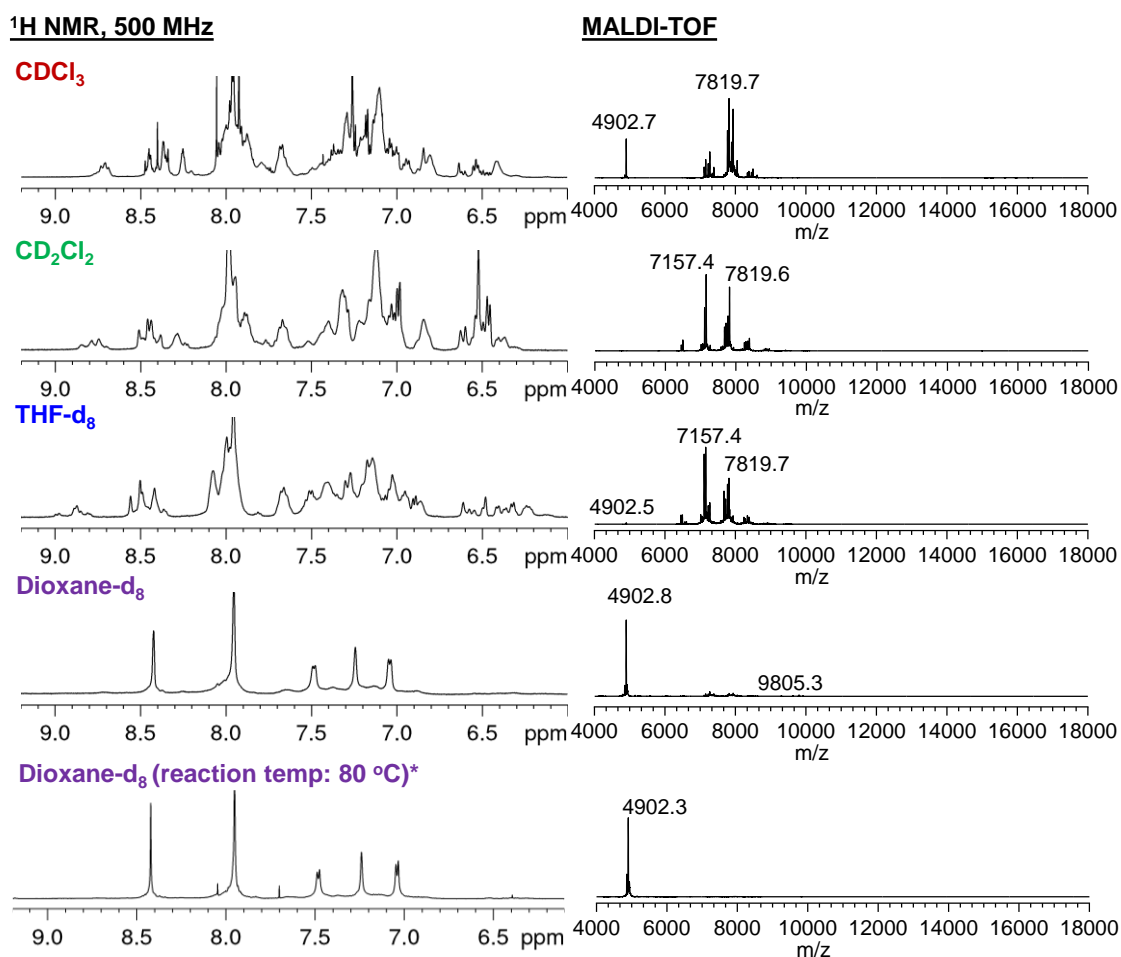 ¹H NMR, 500 MHz
MALDI-TOF
CDCl₃
7819.7
4902.7
9.0 8.5 8.0 7.5 7.0 6.5 ppm
4000 6000 8000 10000 12000 14000 16000 18000
m/z
CD₂Cl₂
7157.4
7819.6
9.0 8.5 8.0 7.5 7.0 6.5 ppm
4000 6000 8000 10000 12000 14000 16000 18000
m/z
THF-d₈
7157.4
7819.7
4902.5
9.0 8.5 8.0 7.5 7.0 6.5 ppm
4000 6000 8000 10000 12000 14000 16000 18000
m/z
Dioxane-d₈
4902.8
9805.3
9.0 8.5 8.0 7.5 7.0 6.5 ppm
4000 6000 8000 10000 12000 14000 16000 18000
m/z
Dioxane-d₈ (reaction temp: 80 °C)*
4902.3
9.0 8.5 8.0 7.5 7.0 6.5 ppm
4000 6000 8000 10000 12000 14000 16000 18000
m/z